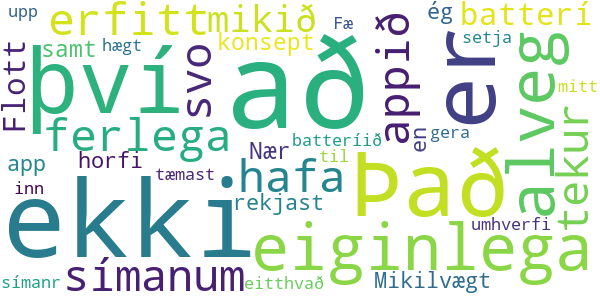 upp
erfitt
mikið
Fæ
ég
batterí
samt
hægt
konsept
setja
Flott
því
svo
að
appið
er
alveg
mitt
ferlega
en
gera
batteríið
app
horfi
Nær
til
tekur
inn
tæmast
hafa
Það
ekki
rekjast
umhverfi
eiginlega
símanr
símanum
eitthvað
Mikilvægt